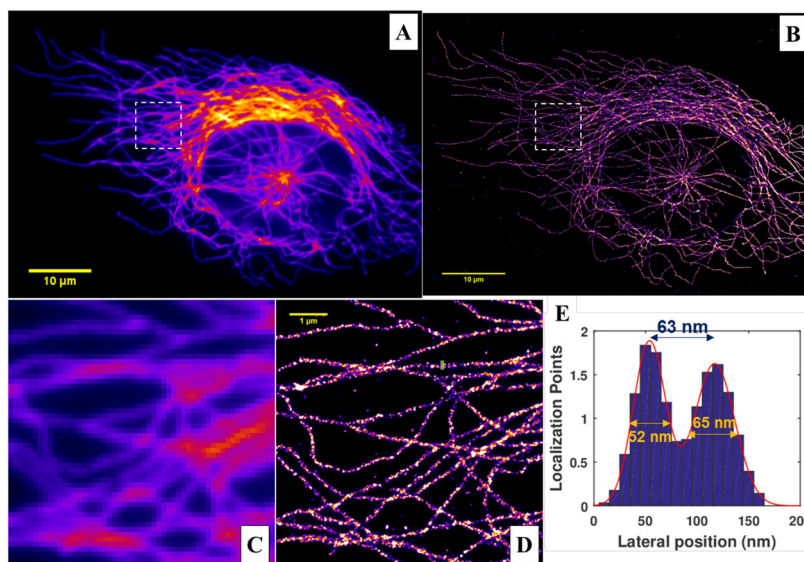 A
B
10 μm
10 μm
C
1 μm
D
E
63 nm
52 nm
65 nm
Localization Points
2
1.5
1
0.5
0
0
50
100
150
20
Lateral position (nm)